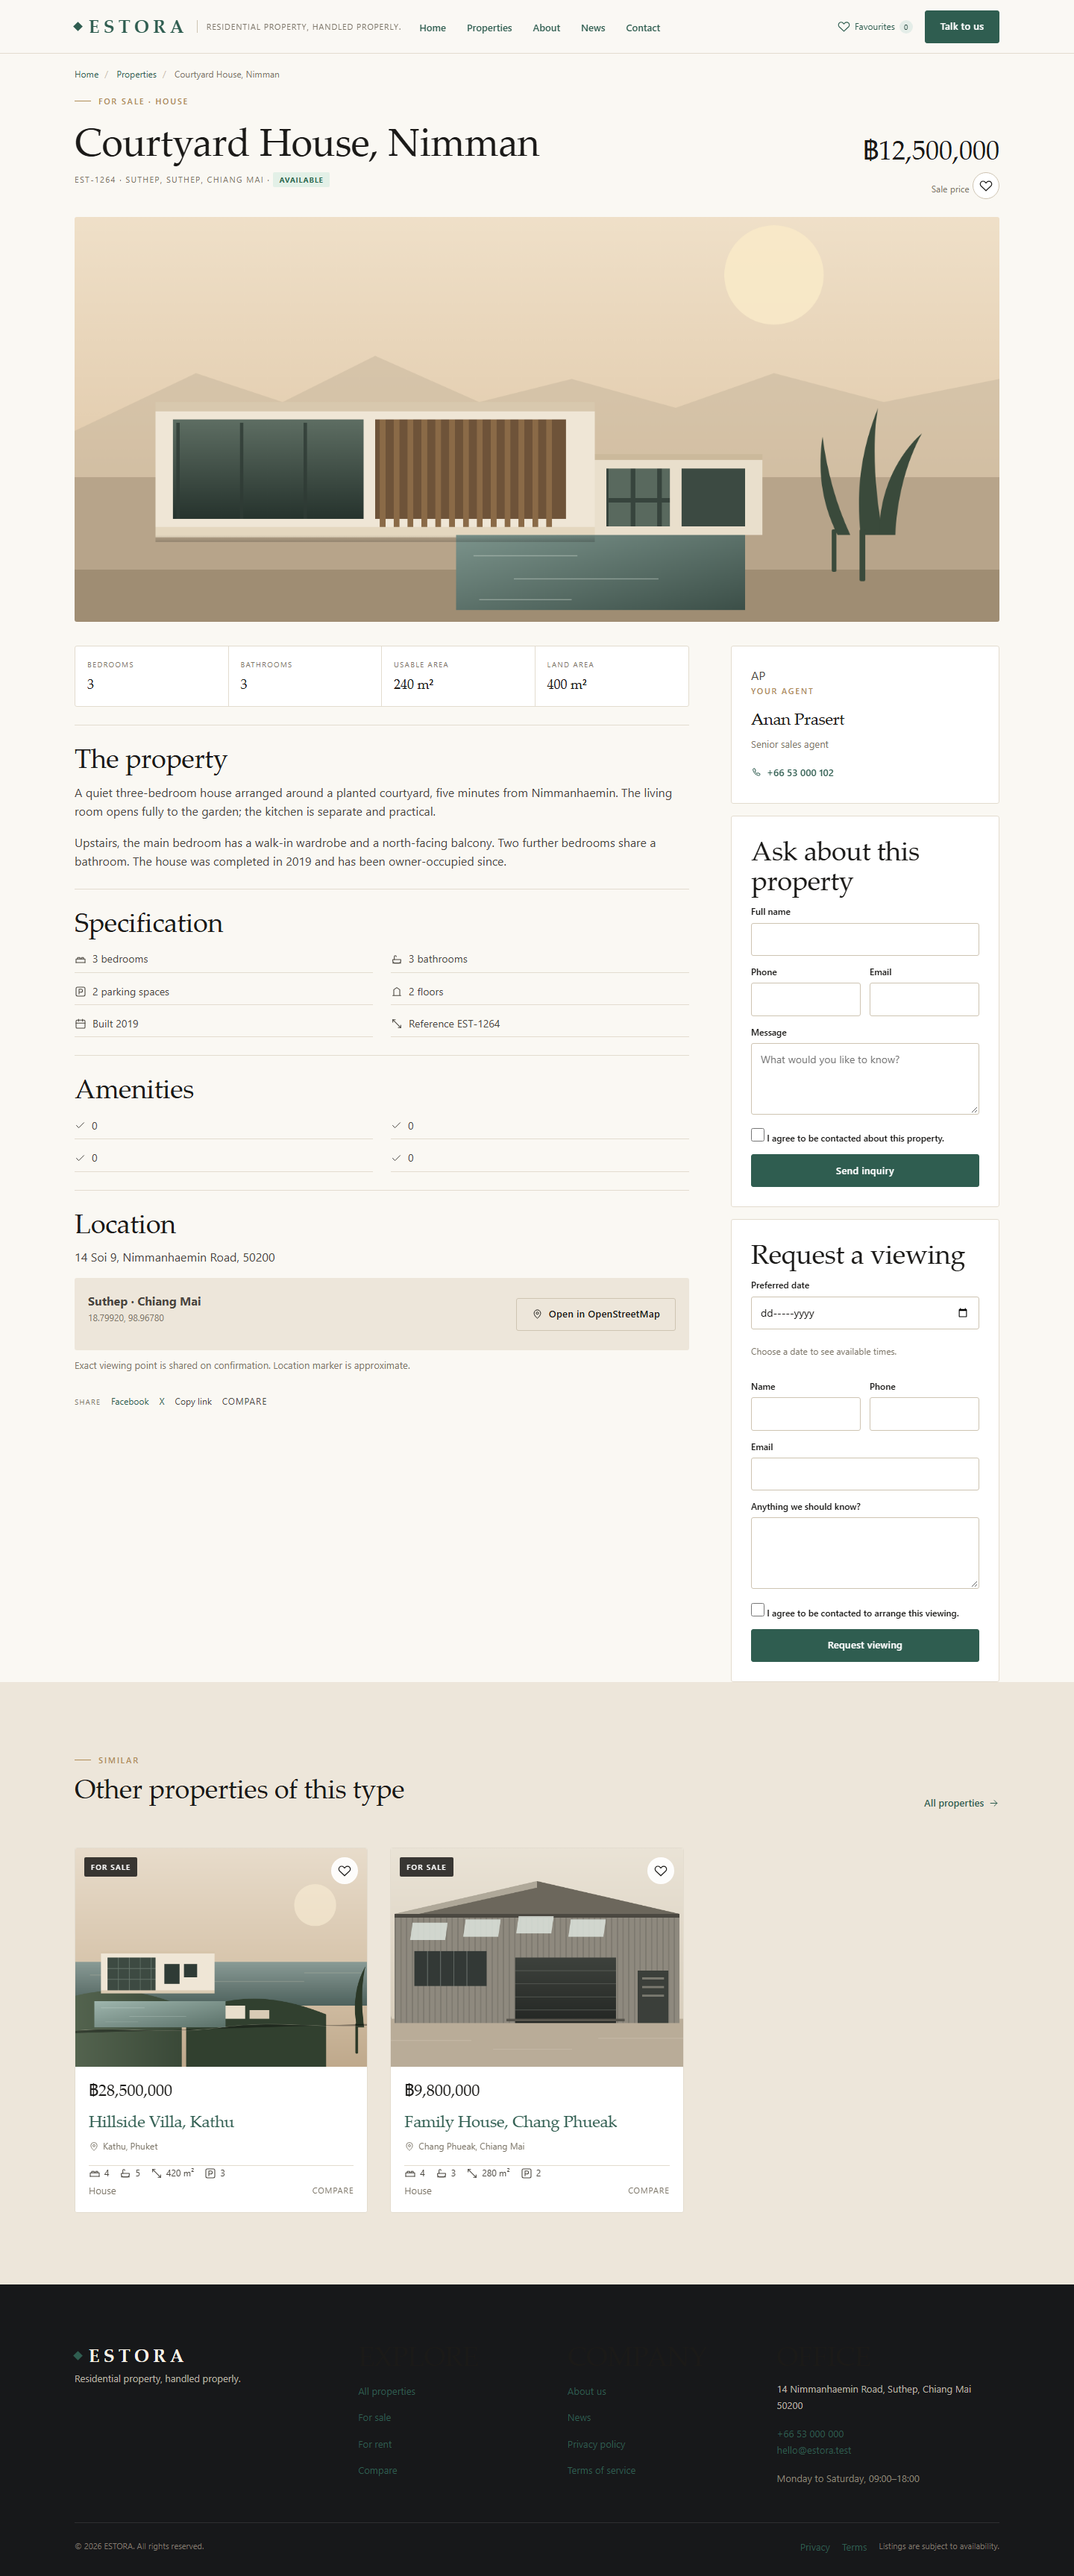 ESTORA
RESIDENTIAL PROPERTY, HANDLED PROPERLY.
Home
Properties
About
News
Contact
Favourites
0
Talk to us
Home / Properties / Courtyard House, Nimman
FOR SALE · HOUSE
Courtyard House, Nimman
฿12,500,000
EST-1264 · SUTHEP, SUTHEP, CHIANG MAI ·
AVAILABLE
Sale price
BEDROOMS
3
BATHROOMS
3
USABLE AREA
240 m²
LAND AREA
400 m²
The property
A quiet three-bedroom house arranged around a planted courtyard, five minutes from Nimmanhaemin. The living
room opens fully to the garden; the kitchen is separate and practical.
Upstairs, the main bedroom has a walk-in wardrobe and a north-facing balcony. Two further bedrooms share a
bathroom. The house was completed in 2019 and has been owner-occupied since.
Specification
3 bedrooms
3 bathrooms
P
2 parking spaces
2 floors
Built 2019
Reference EST-1264
Amenities
0
0
0
0
Location
14 Soi 9, Nimmanhaemin Road, 50200
Suthep · Chiang Mai
18.79920, 98.96780
Open in OpenStreetMap
Exact viewing point is shared on confirmation. Location marker is approximate.
SHARE
Facebook
X
Copy link
COMPARE
AP
YOUR AGENT
Anan Prasert
Senior sales agent
+66 53 000 102
Ask about this
property
Full name
Phone
Email
Message
What would you like to know?
I agree to be contacted about this property.
Send inquiry
Request a viewing
Preferred date
dd-----yyyy
Choose a date to see available times.
Name
Phone
Email
Anything we should know?
I agree to be contacted to arrange this viewing.
Request viewing
SIMILAR
Other properties of this type
All properties
FOR SALE
฿28,500,000
Hillside Villa, Kathu
Kathu, Phuket
4
5
420 m²
P 3
House
COMPARE
FOR SALE
฿9,800,000
Family House, Chang Phueak
Chang Phueak, Chiang Mai
4
3
280 m²
P 2
House
COMPARE
ESTORA
Residential property, handled properly.
All properties
For sale
For rent
Compare
About us
News
Privacy policy
Terms of service
14 Nimmanhaemin Road, Suthep, Chiang Mai
50200
+66 53 000 000
hello@estora.test
Monday to Saturday, 09:00–18:00
© 2026 ESTORA. All rights reserved.
Privacy
Terms
Listings are subject to availability.